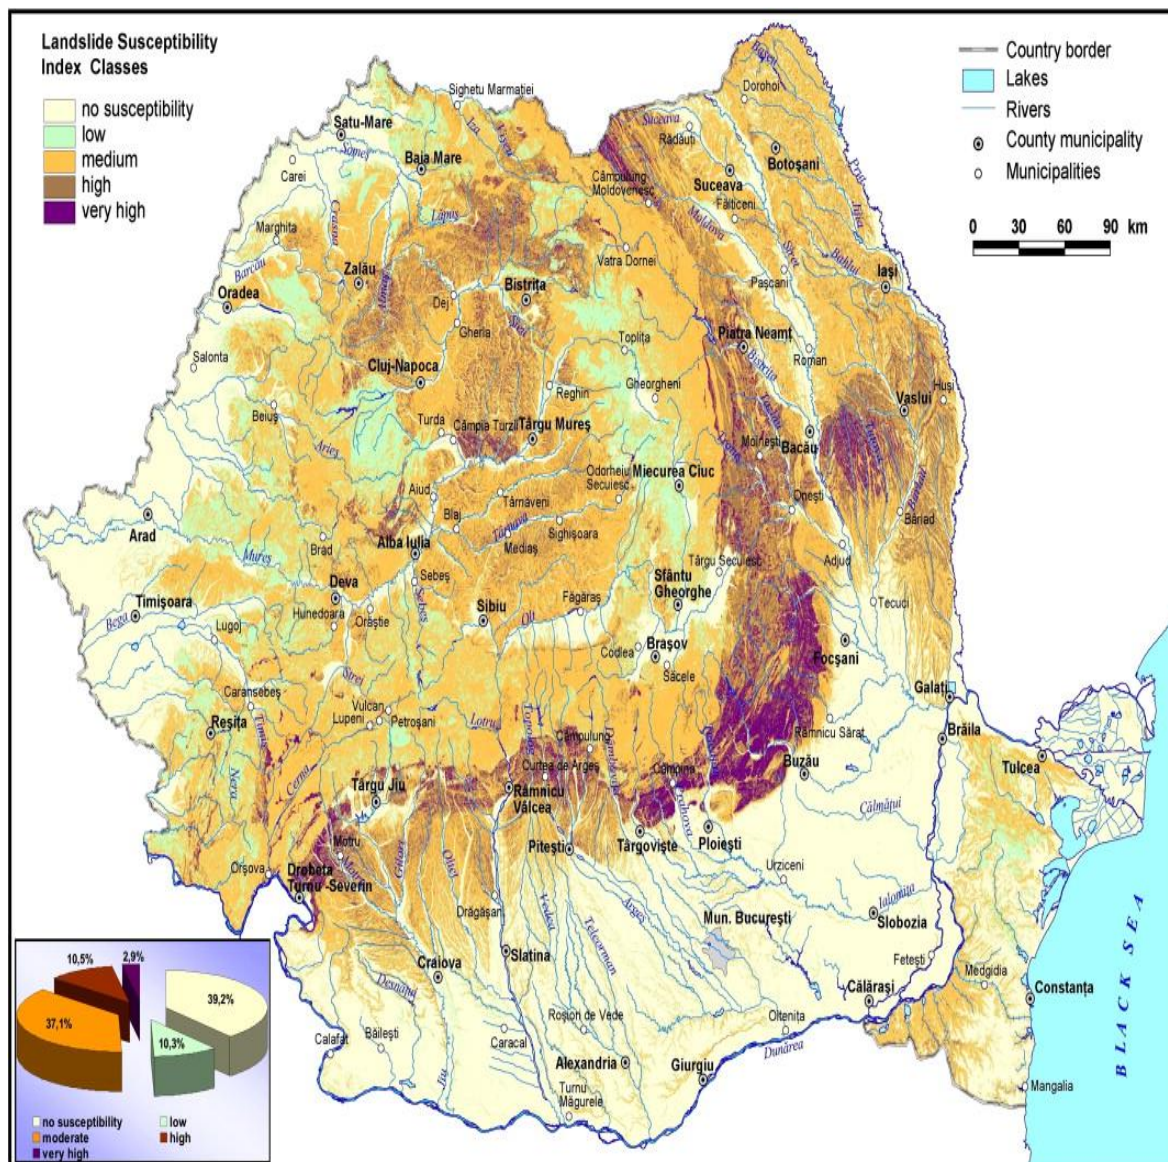 Landslide Susceptibility
Index Classes
no susceptibility
low
medium
high
very high
Country border
Lakes
Rivers
County municipality
Municipalities
0 30 60 90 km
Sighetu Marmației
Dorohoi
Satu-Mare
Someș
Iza
Vișeu
Suceava
Rădăuți
Botoșani
Prut
Jijia
Carei
Baia Mare
Câmpulung
Moldovenesc
Suceava
Fălticeni
Crasna
Lăpuș
Moldova
Siret
Marghita
Barcău
Vatra Dornei
Bahlui
Iași
Zalău
Almaș
Pașcani
Oradea
Dej
Bistrița
Gherla
Toplița
Piatra Neamț
Bistrița
Roman
Salonta
Cluj-Napoca
Reghin
Gheorgheni
Huși
Vaslui
Beiuș
Turda
Câmpia Turzii
Târgu Mureș
Moinești
Bacău
Arieș
Odorheiu
Secuiesc
Miecurea Ciuc
Aiud
Târnăveni
Onești
Blaj
Târnava
Sighișoara
Bârlad
Arad
Mureș
Brad
Alba Iulia
Mediaș
Adjud
Deva
Sebeș
Târgu Secuiesc
Sfântu
Gheorghe
Timișoara
Bega
Hunedoara
Orăștie
Sebeș
Sibiu
Olt
Făgăraș
Tecuci
Lugoj
Codlea
Brașov
Săcele
Focșani
Strei
Caransebeș
Galați
Reșița
Timiș
Vulcan
Lupeni
Petroșani
Lotru
Râmnicu Sărat
Brăila
Nera
Cerna
Câmpulung
Curtea de Argeș
Câmpina
Buzău
Tulcea
Târgu Jiu
Râmnicu
Vâlcea
Prahova
Călmățui
Motru
Gilort
Olteț
Pitești
Târgoviște
Ploiești
Orșova
Motru
Drobeta
Turnu -Severin
Urziceni
Drăgășan
Vedea
Argeș
Ialomița
Teleorman
Mun. București
Slobozia
Slatina
Fetești
Craiova
Medgidia
Desnățui
Călărași
Constanța
Roșiori de Vede
Oltenița
Calafat
Băilești
Caracal
Jiu
Alexandria
Giurgiu
Dunărea
Turnu
Măgurele
Mangalia
BLACK SEA
10,5%
2,9%
39,2%
37,1%
10,3%
no susceptibility
low
moderate
high
very high